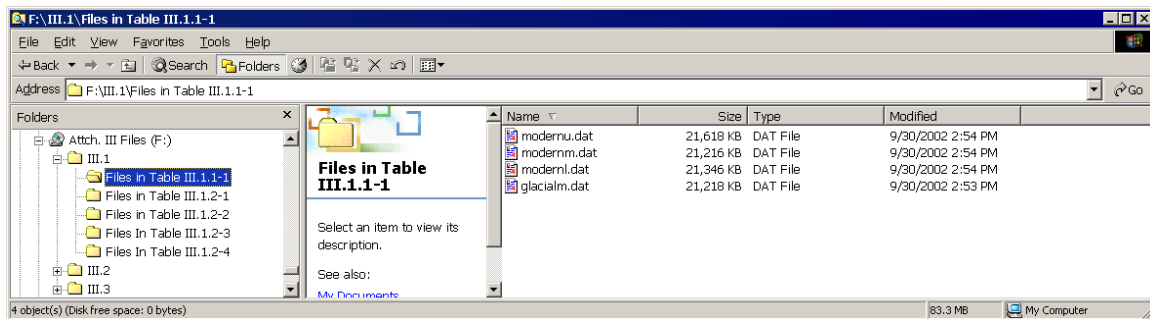 F:\III.1\Files in Table III.1.1-1
File Edit View Favorites Tools Help
Back Search Folders
Address F:\III.1\Files in Table III.1.1-1 Go
Folders x
Attch. III Files (F:)
III.1
Files in Table III.1.1-1
Files in Table III.1.2-1
Files In Table III.1.2-2
Files In Table III.1.2-3
Files In Table III.1.2-4
III.2
III.3
Files in Table
III.1.1-1
Select an item to view its
description.
See also:
My Documents
Name Size Type Modified
modernu.dat 21,618 KB DAT File 9/30/2002 2:54 PM
modernm.dat 21,216 KB DAT File 9/30/2002 2:54 PM
modernl.dat 21,346 KB DAT File 9/30/2002 2:54 PM
glacialm.dat 21,218 KB DAT File 9/30/2002 2:53 PM
4 object(s) (Disk free space: 0 bytes) 83.3 MB My Computer